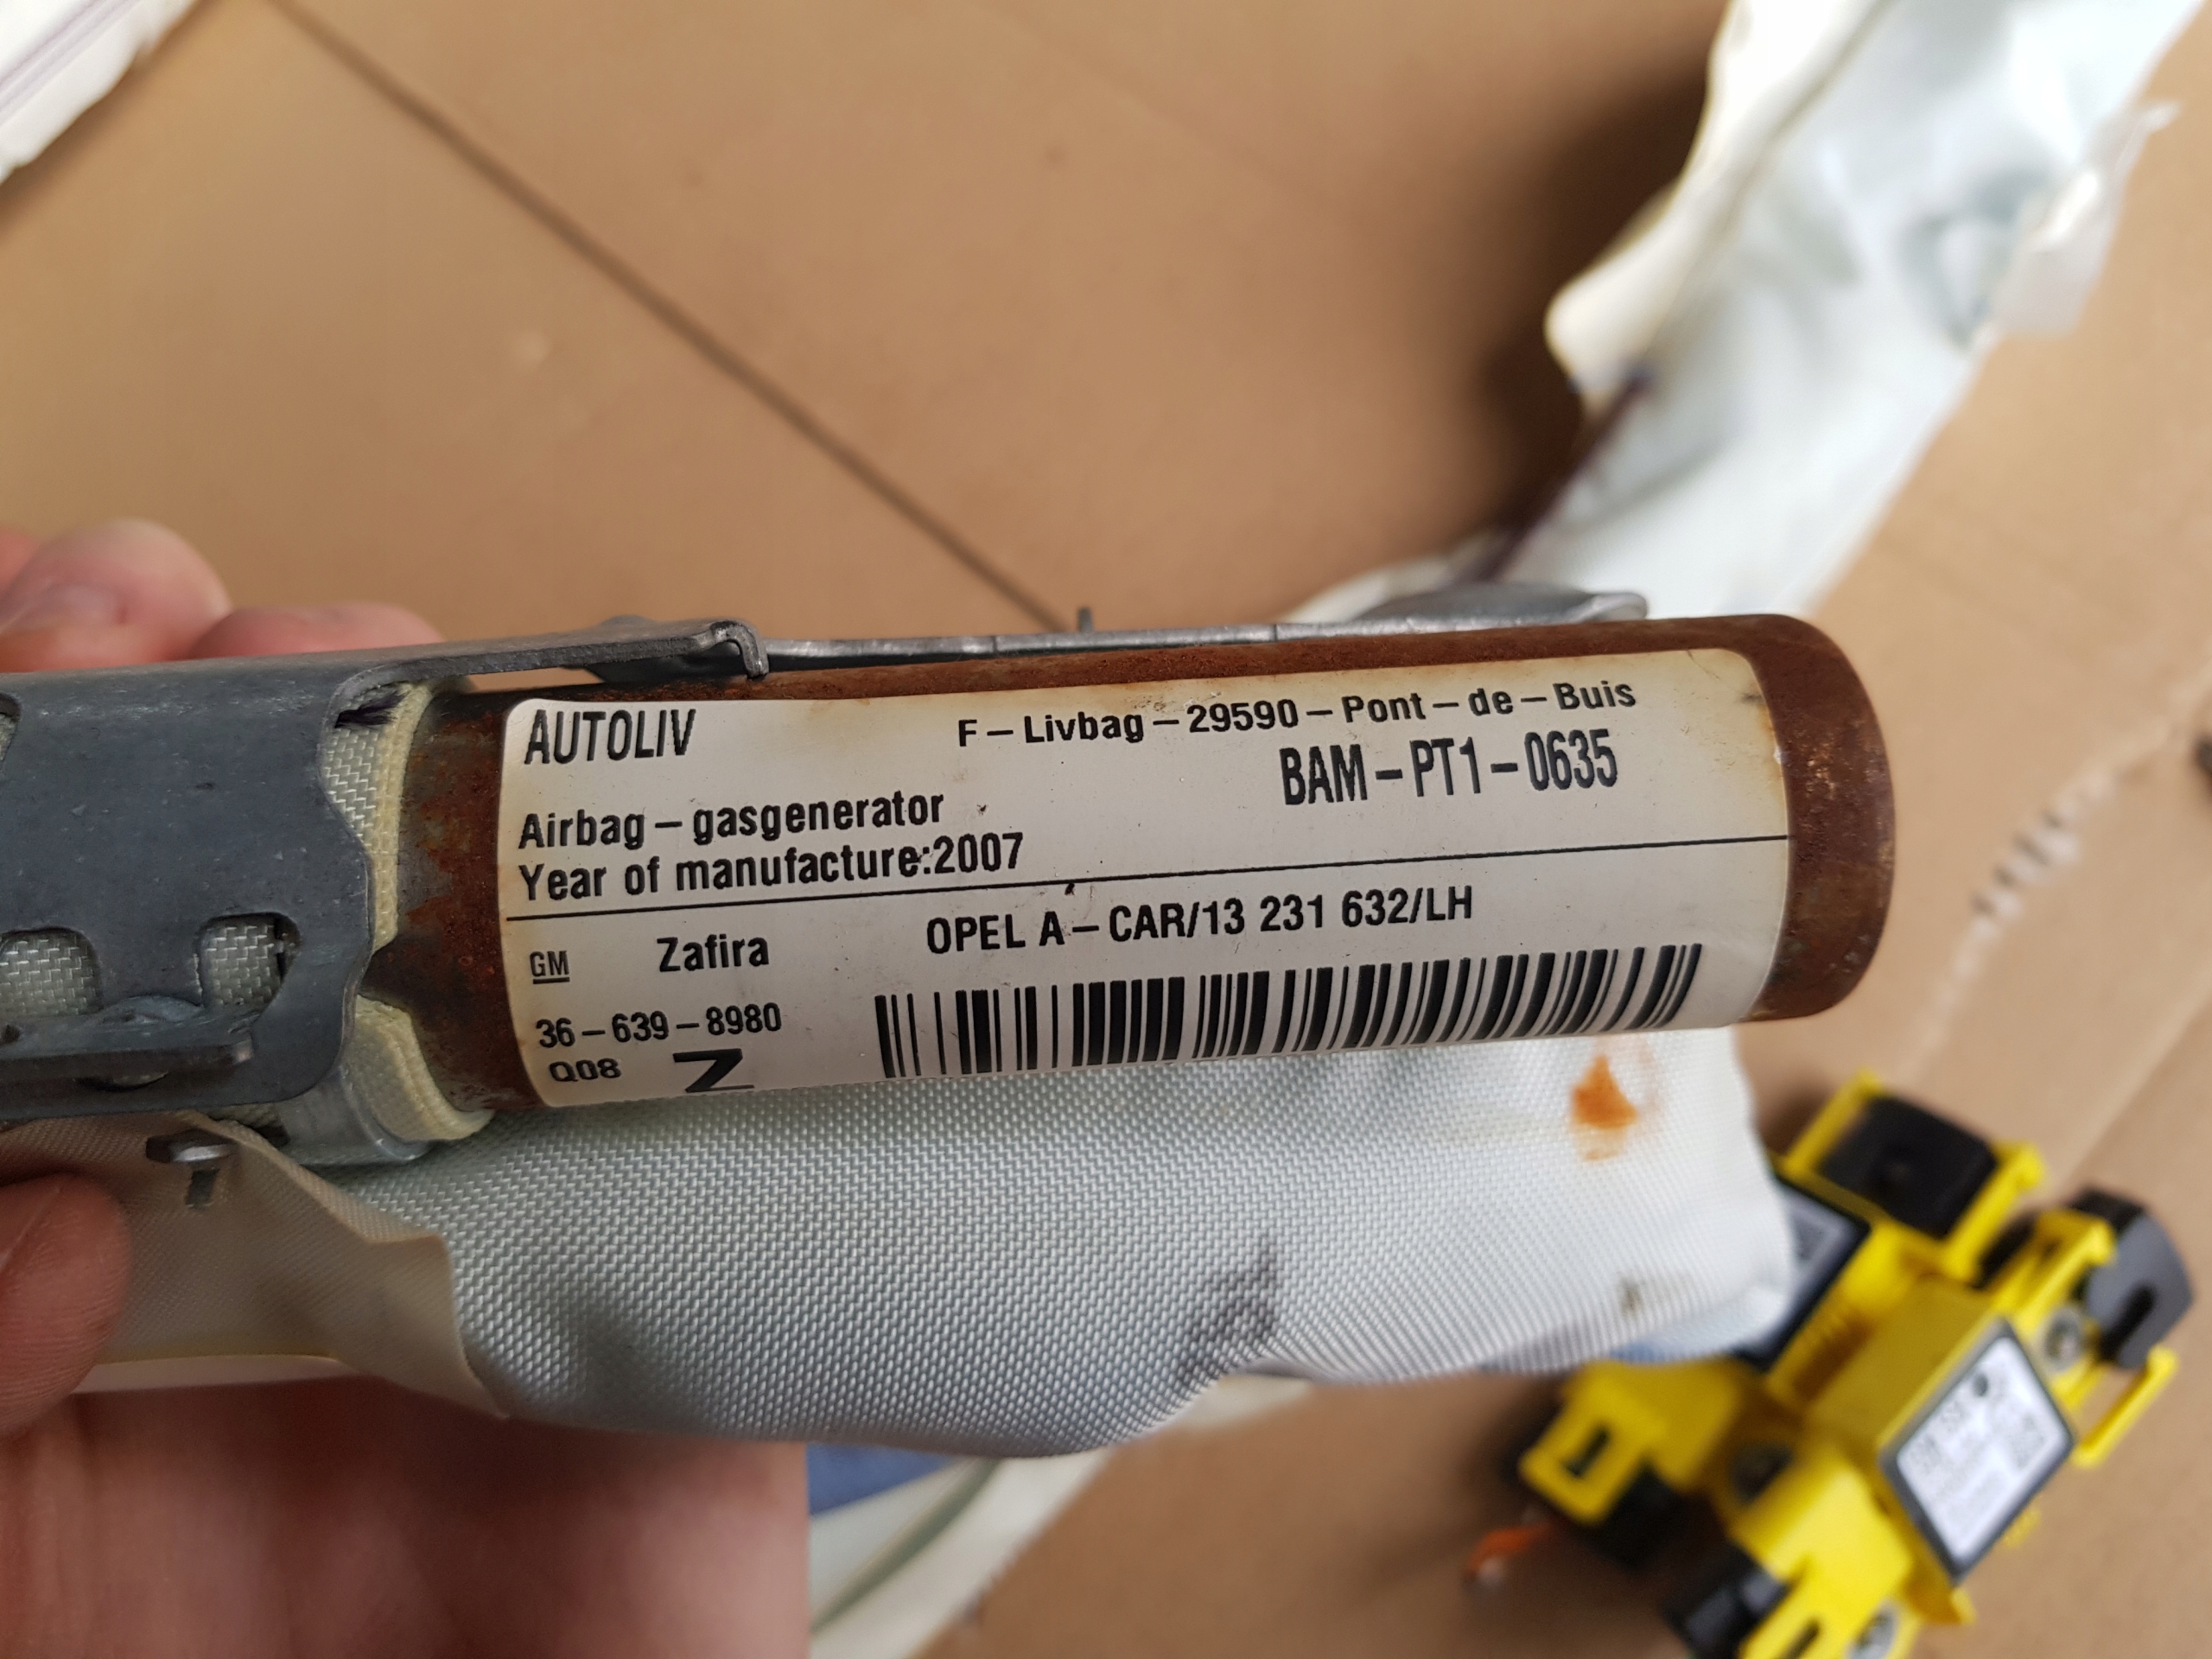 AUTOLIV
F-Livbag-29590-Pont-de-Buis
BAM-PT1-0635
Airbag-gasgenerator
Year of manufacture:2007
GM Zafira
OPEL A-CAR/13 231 632/LH
36-639-8980
Q08